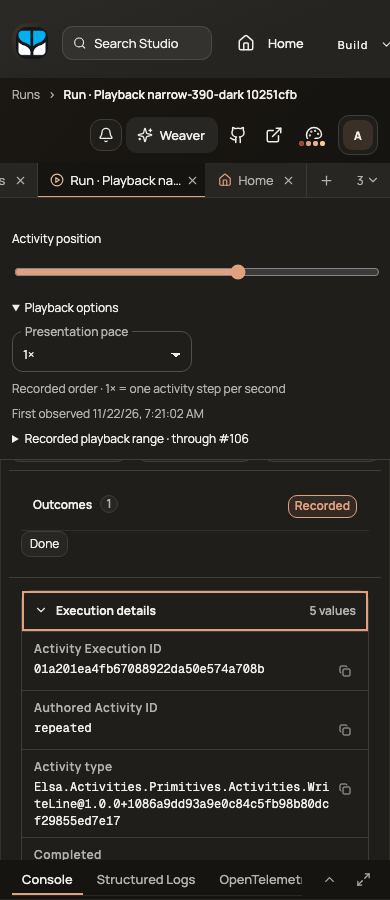 Search Studio
Home
Build
Runs > Run · Playback narrow-390-dark 10251cfb
Weaver
A
s
Run · Playback na...
Home
3
Activity position
Playback options
Presentation pace
1×
Recorded order · 1× = one activity step per second
First observed 11/22/26, 7:21:02 AM
Recorded playback range · through #106
Outcomes 1
Recorded
Done
Execution details
5 values
Activity Execution ID
01a201ea4fb67088922da50e574a708b
Authored Activity ID
repeated
Activity type
Elsa.Activities.Primitives.Activities.Wri
teLine@1.0.0+1086a9dd93a9e0c84c5fb98b80dc
f29855ed7e17
Completed
Console
Structured Logs
OpenTelemet